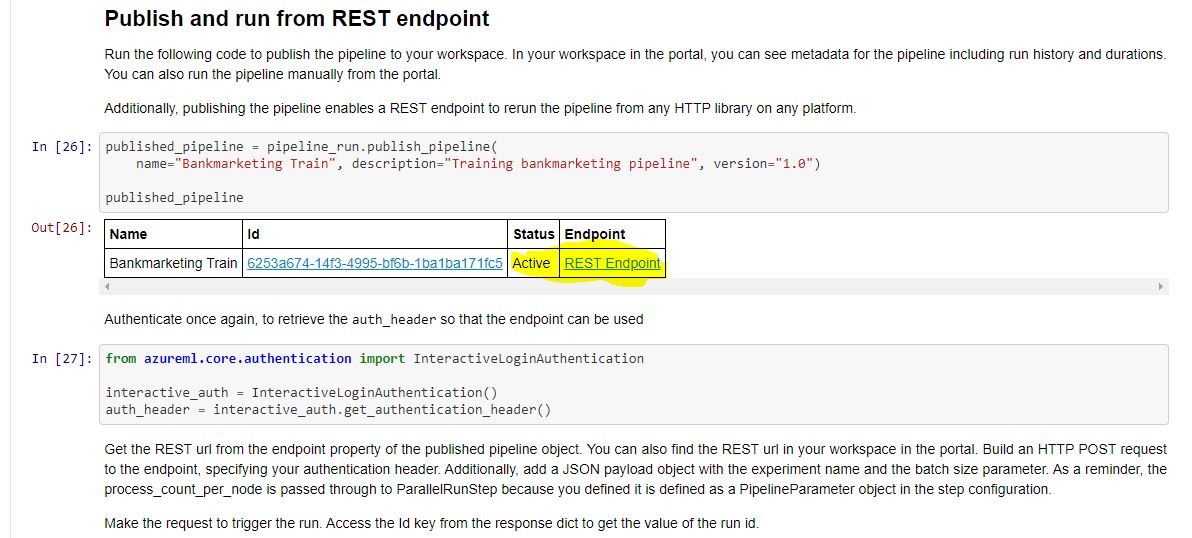 Publish and run from REST endpoint
Run the following code to publish the pipeline to your workspace. In your workspace in the portal, you can see metadata for the pipeline including run history and durations.
You can also run the pipeline manually from the portal.
Additionally, publishing the pipeline enables a REST endpoint to rerun the pipeline from any HTTP library on any platform.
In [26]: published_pipeline = pipeline_run.publish_pipeline(
name="Bankmarketing Train", description="Training bankmarketing pipeline", version="1.0")
published_pipeline
Out[26]:
Name Id Status Endpoint
Bankmarketing Train 6253a674-14f3-4995-bf6b-1ba1ba171fc5 Active REST Endpoint
Authenticate once again, to retrieve the auth_header so that the endpoint can be used
In [27]: from azureml.core.authentication import InteractiveLoginAuthentication
interactive_auth = InteractiveLoginAuthentication()
auth_header = interactive_auth.get_authentication_header()
Get the REST url from the endpoint property of the published pipeline object. You can also find the REST url in your workspace in the portal. Build an HTTP POST request
to the endpoint, specifying your authentication header. Additionally, add a JSON payload object with the experiment name and the batch size parameter. As a reminder, the
process_count_per_node is passed through to ParallelRunStep because you defined it is defined as a PipelineParameter object in the step configuration.
Make the request to trigger the run. Access the Id key from the response dict to get the value of the run id.